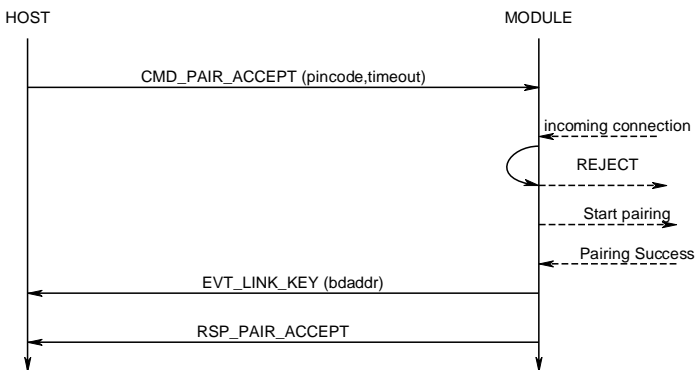 HOST
MODULE
CMD_PAIR_ACCEPT (pincode,timeout)
incoming connection
REJECT
Start pairing
Pairing Success
EVT_LINK_KEY (bdaddr)
RSP_PAIR_ACCEPT